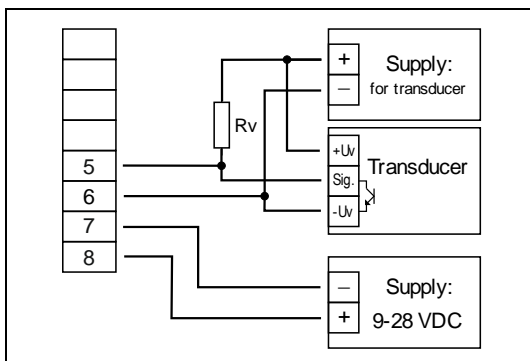 +
Supply:
− for transducer
Rv
+Uv
Transducer
5
Sig.
6
-Uv
7
8
−
Supply:
+
9-28 VDC